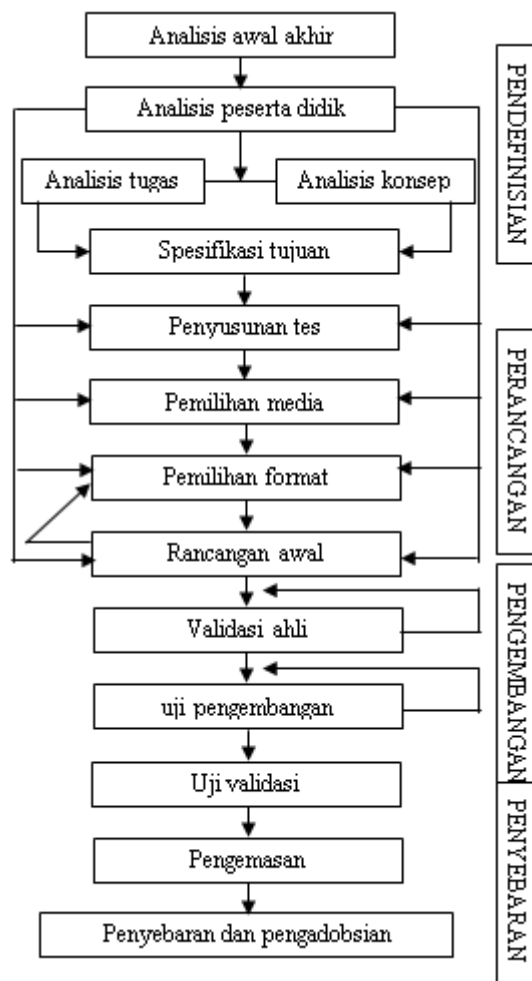 Analisis awal akhir
Analisis peserta didik
Analisis tugas
Analisis konsep
Spesifikasi tujuan
Penyusunan tes
Pemilihan media
Pemilihan format
Rancangan awal
Validasi ahli
uji pengembangan
Uji validasi
Pengemasan
Penyebaran dan pengadobsian
PENDEFINISIAN
PERANCANGAN
PENGEMBANGAN
PENYEBARAN